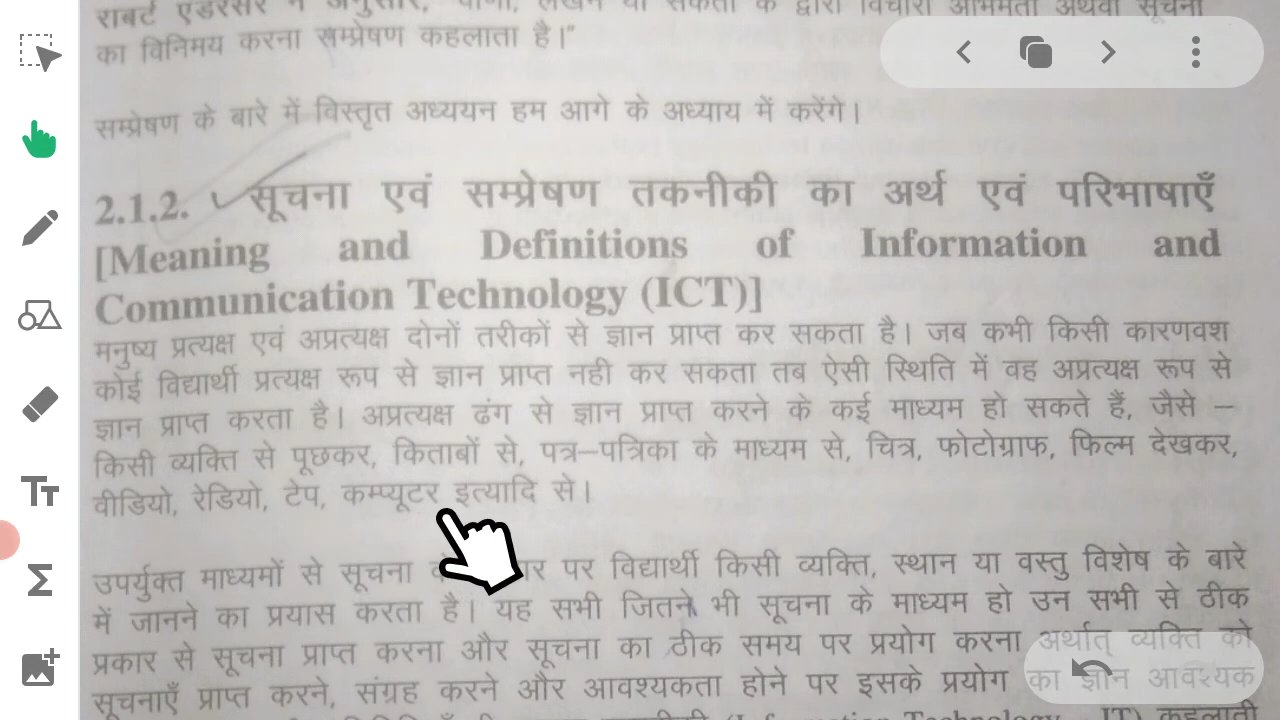 राबर्ट एंडरसर ने अनुसार, लेखन या संकेतों के द्वारा विचारों अथवा सूचना
का विनिमय करना सम्प्रेषण कहलाता है।"
सम्प्रेषण के बारे में विस्तृत अध्ययन हम आगे के अध्याय में करेंगे।
2.1.2. सूचना एवं सम्प्रेषण तकनीकी का अर्थ एवं परिभाषाएँ
[Meaning and Definitions of Information and
Communication Technology (ICT)]
मनुष्य प्रत्यक्ष एवं अप्रत्यक्ष दोनों तरीकों से ज्ञान प्राप्त कर सकता है। जब कभी किसी कारणवश
कोई विद्यार्थी प्रत्यक्ष रूप से ज्ञान प्राप्त नही कर सकता तब ऐसी स्थिति में वह अप्रत्यक्ष रूप से
ज्ञान प्राप्त करता है। अप्रत्यक्ष ढंग से ज्ञान प्राप्त करने के कई माध्यम हो सकते हैं, जैसे –
किसी व्यक्ति से पूछकर, किताबों से, पत्र–पत्रिका के माध्यम से, चित्र, फोटोग्राफ, फिल्म देखकर,
वीडियो, रेडियो, टेप, कम्प्यूटर इत्यादि से।
उपर्युक्त माध्यमों से सूचना पर विद्यार्थी किसी व्यक्ति, स्थान या वस्तु विशेष के बारे
में जानने का प्रयास करता है। यह सभी जितने भी सूचना के माध्यम हो उन सभी से ठीक
प्रकार से सूचना प्राप्त करना और सूचना का ठीक समय पर प्रयोग करना अर्थात् व्यक्ति को
सूचनाएँ प्राप्त करने, संग्रह करने और आवश्यकता होने पर इसके प्रयोग का ज्ञान आवश्यक
(Information Technology – IT) कहलाती